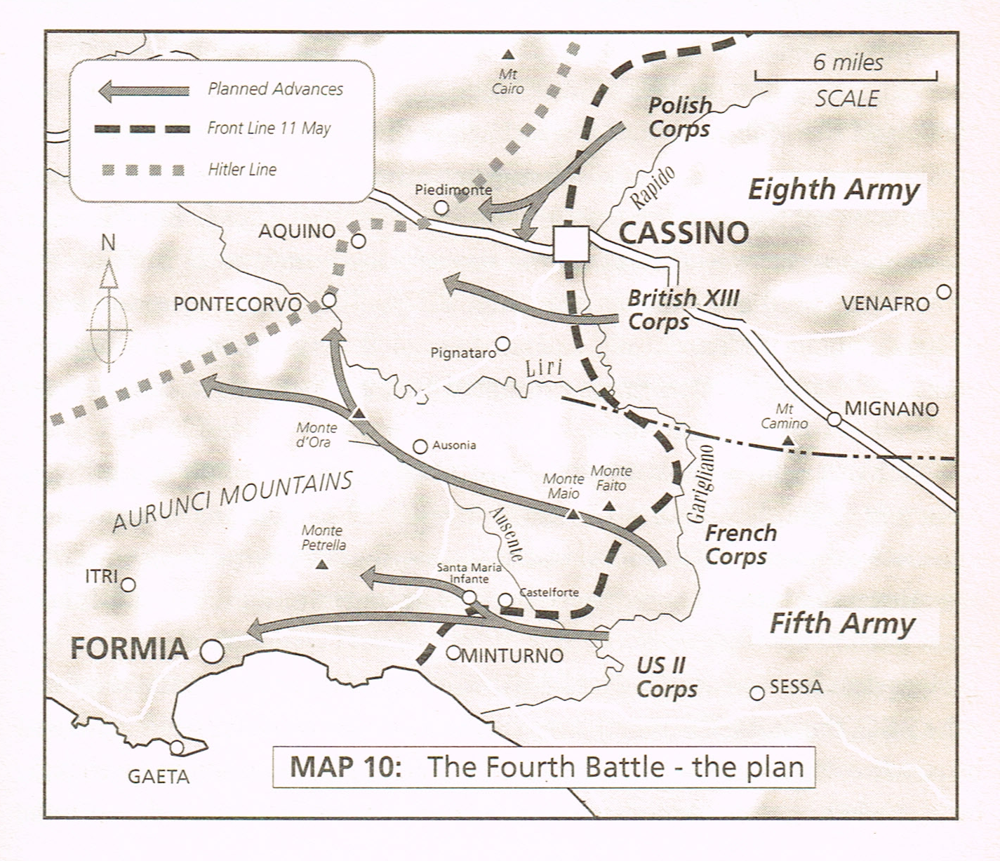 6 miles
SCALE
Planned Advances
Front Line 11 May
Hitler Line
Mt
Cairo
Polish
Corps
Rapido
Eighth Army
Piedimonte
AQUINO
CASSINO
N
PONTECORVO
British XIII
Corps
VENAFRO
Pignataro
Liri
Mt
Camino
MIGNANO
Monte
d'Ora
Ausonia
Garigliano
Monte
Maio
Monte
Faito
AURUNCI MOUNTAINS
Ausente
French
Corps
Monte
Petrella
Santa Maria
Infante
Castelforte
ITRI
Fifth Army
FORMIA
MINTURNO
US II
Corps
SESSA
GAETA
MAP 10: The Fourth Battle - the plan